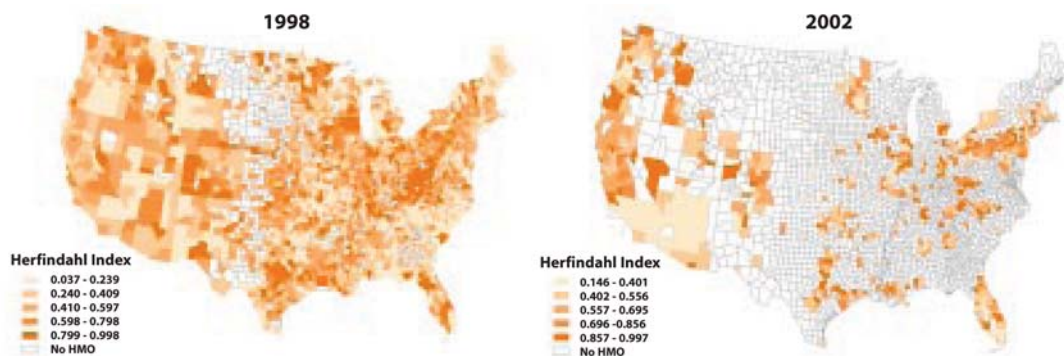 1998
Herfindahl Index
0.037 - 0.239
0.240 - 0.409
0.410 - 0.597
0.598 - 0.798
0.799 - 0.998
No HMO
2002
Herfindahl Index
0.146 - 0.401
0.402 - 0.556
0.557 - 0.695
0.696 -0.856
0.857 - 0.997
No HMO